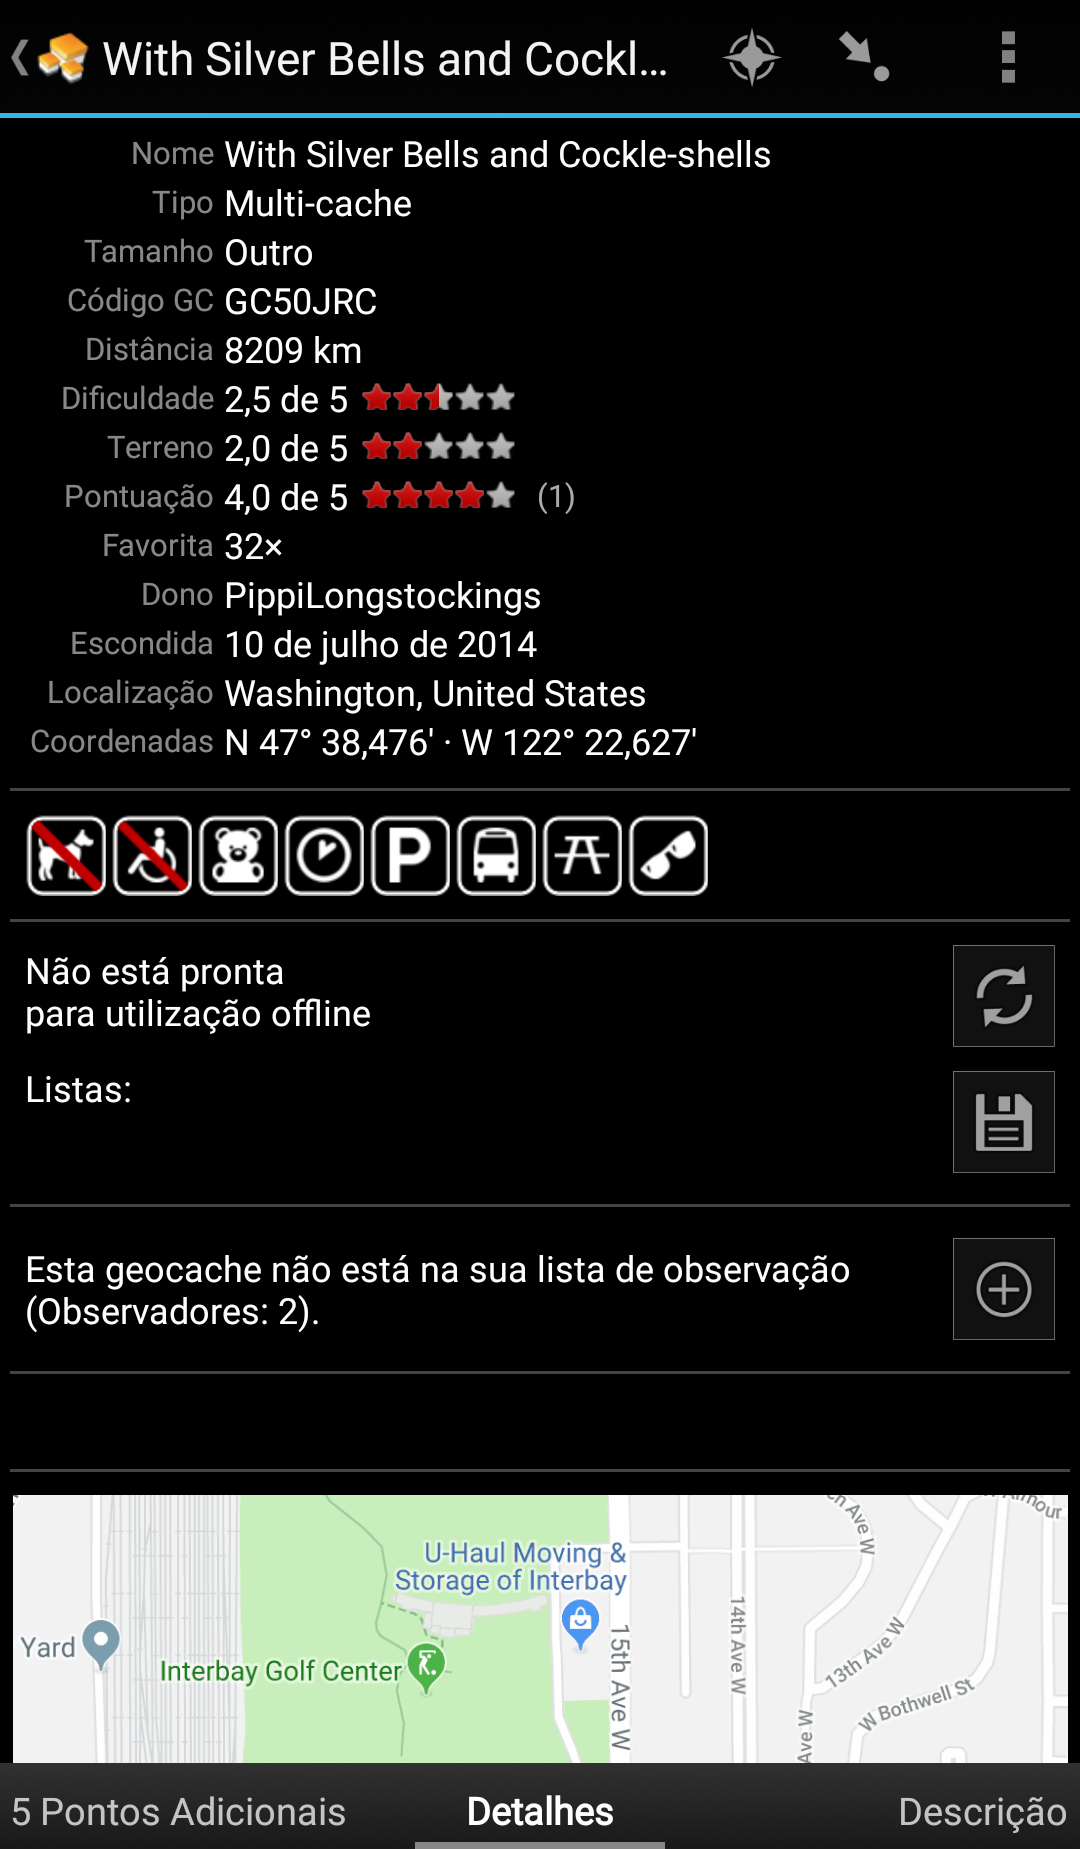 With Silver Bells and Cockl...
Nome With Silver Bells and Cockle-shells
Tipo Multi-cache
Tamanho Outro
Código GC GC50JRC
Distância 8209 km
Dificuldade 2,5 de 5
Terreno 2,0 de 5
Pontuação 4,0 de 5 (1)
Favorita 32×
Dono PippiLongstockings
Escondida 10 de julho de 2014
Localização Washington, United States
Coordenadas N 47° 38,476' · W 122° 22,627'
P
Não está pronta
para utilização offline
Listas:
Esta geocache não está na sua lista de observação
(Observadores: 2).
U-Haul Moving &
Storage of Interbay
Yard
Interbay Golf Center
15th Ave W
14th Ave W
13th Ave W
W Bothwell St
Ave W
Ave W
5 Pontos Adicionais
Detalhes
Descrição